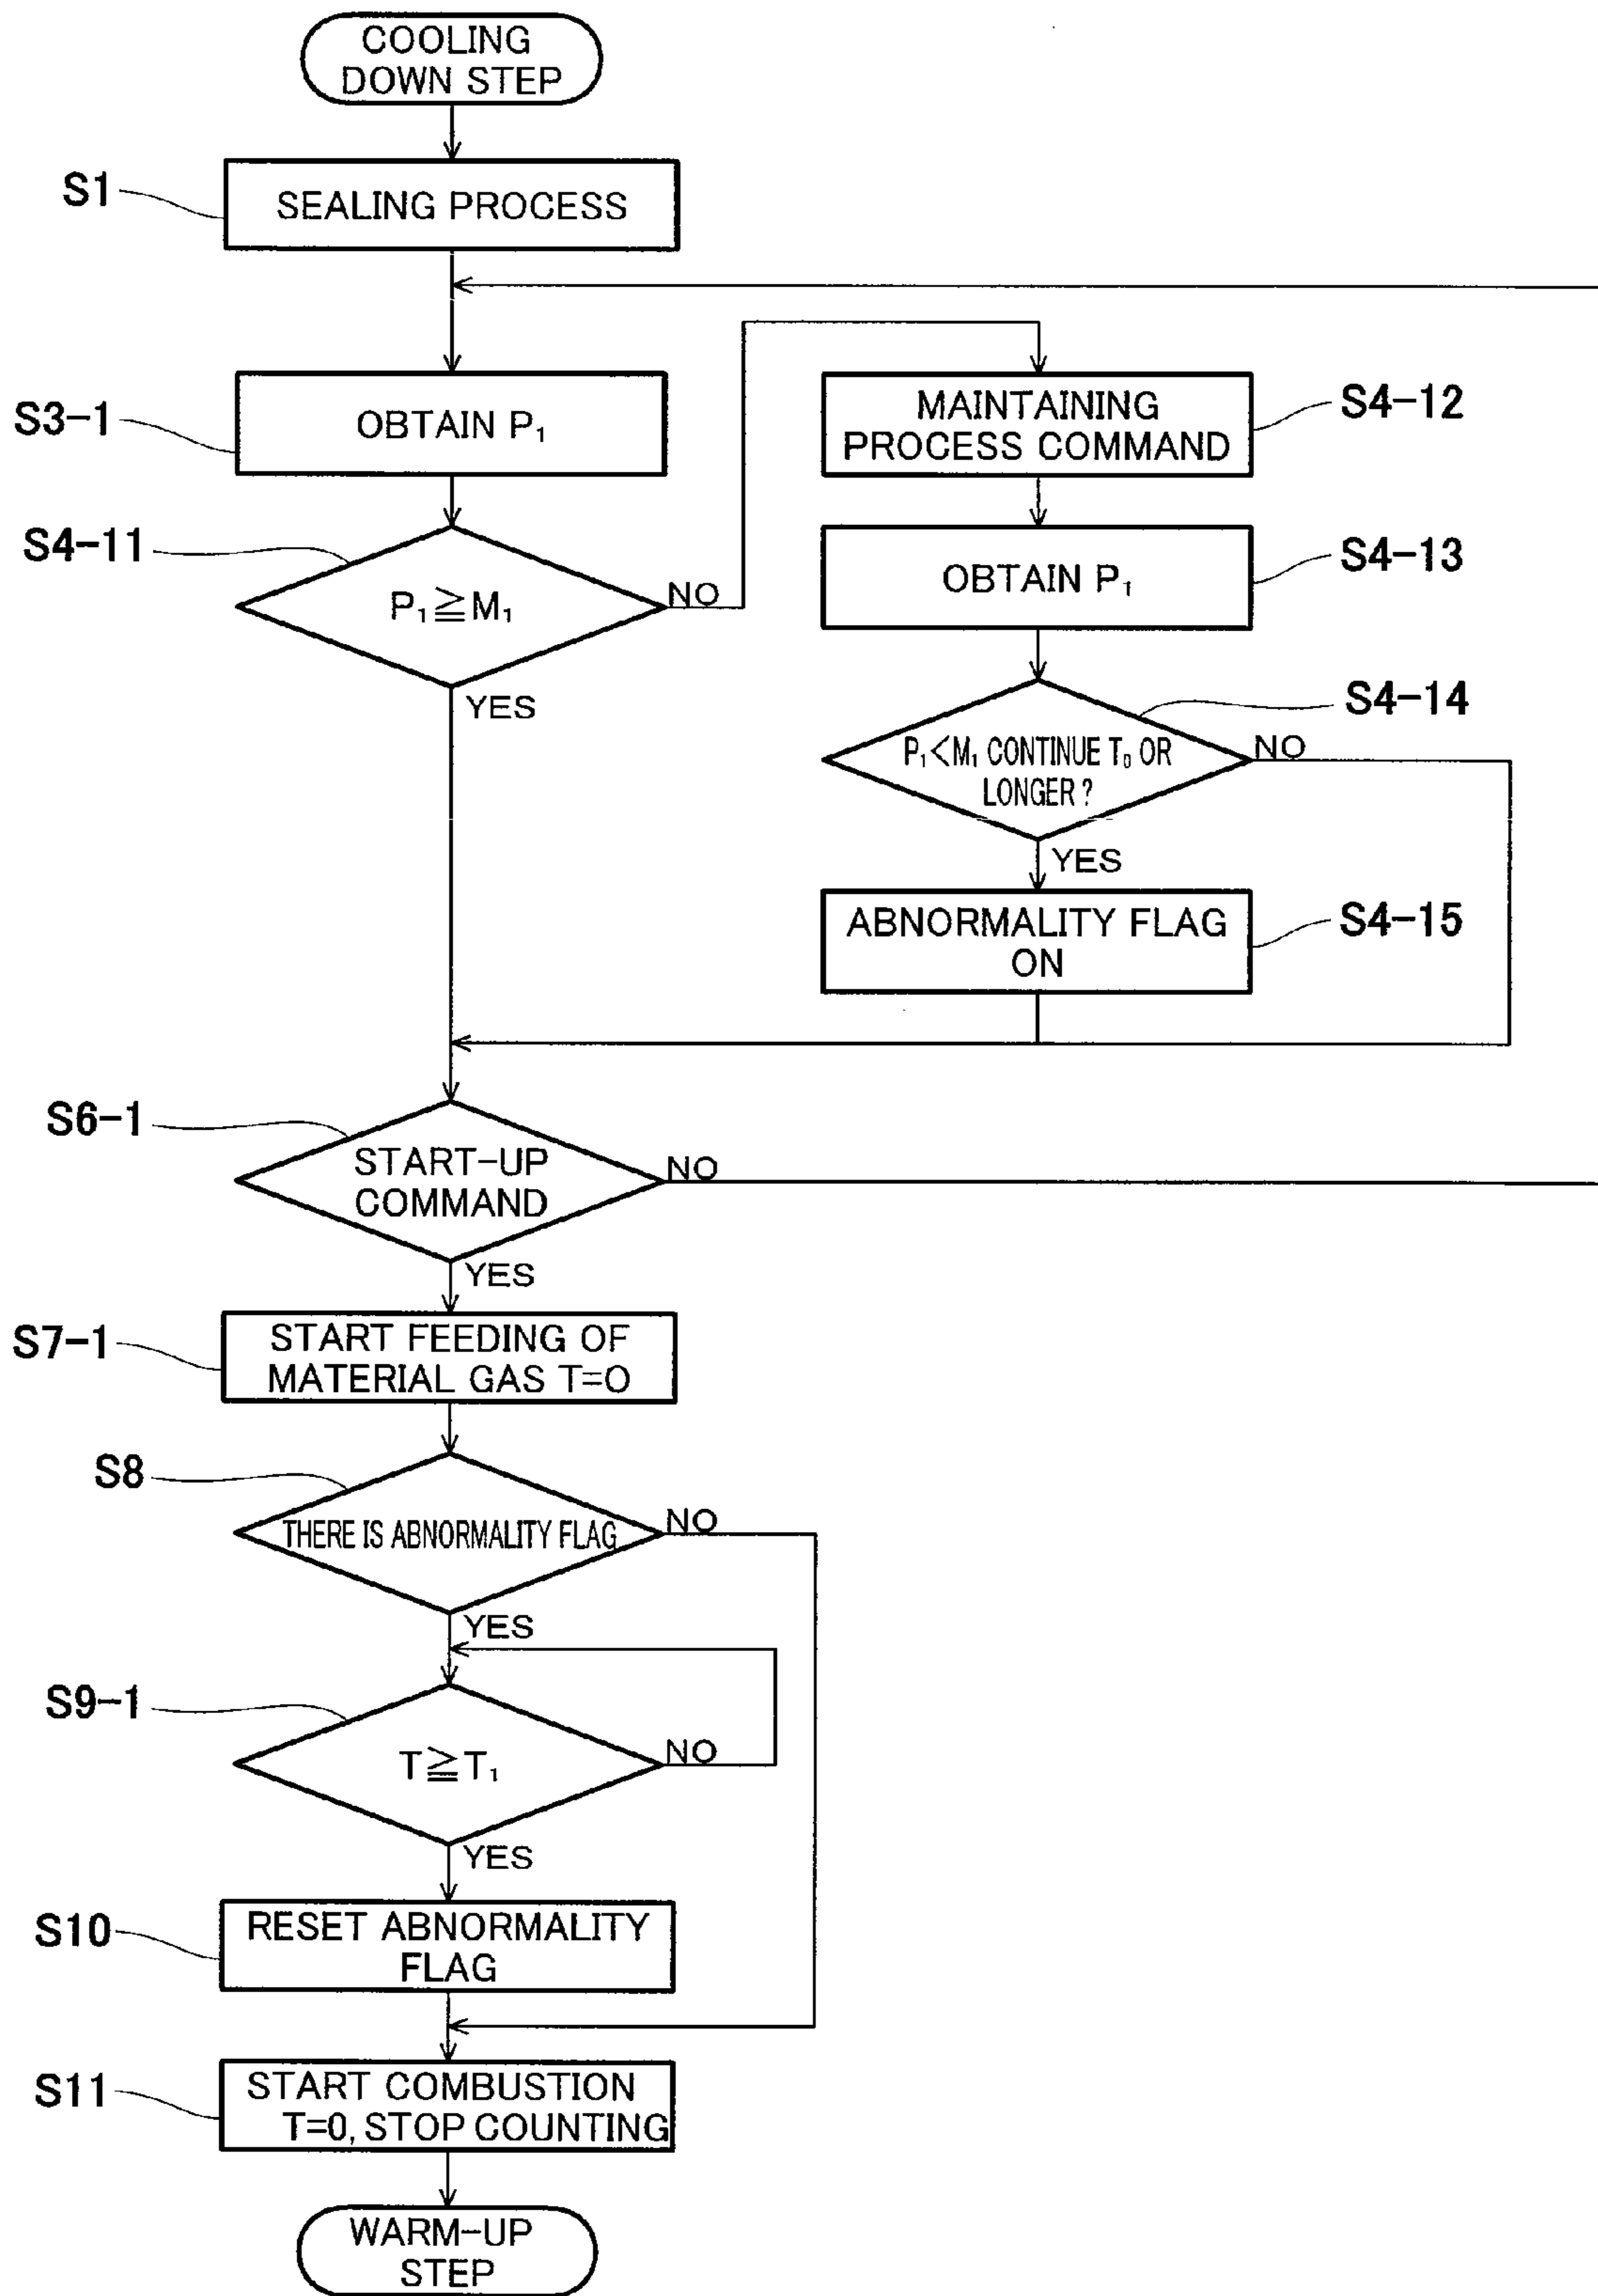 COOLING
DOWN STEP
S1
SEALING PROCESS
S3-1
OBTAIN P₁
S4-11
P₁≧M₁
NO
YES
MAINTAINING
PROCESS COMMAND
S4-12
OBTAIN P₁
S4-13
P₁<M₁ CONTINUE T₀ OR
LONGER?
S4-14
NO
YES
ABNORMALITY FLAG
ON
S4-15
S6-1
START-UP
COMMAND
NO
YES
S7-1
START FEEDING OF
MATERIAL GAS T=0
S8
THERE IS ABNORMALITY FLAG
NO
YES
S9-1
T≧T₁
NO
YES
S10
RESET ABNORMALITY
FLAG
S11
START COMBUSTION
T=0, STOP COUNTING
WARM-UP
STEP